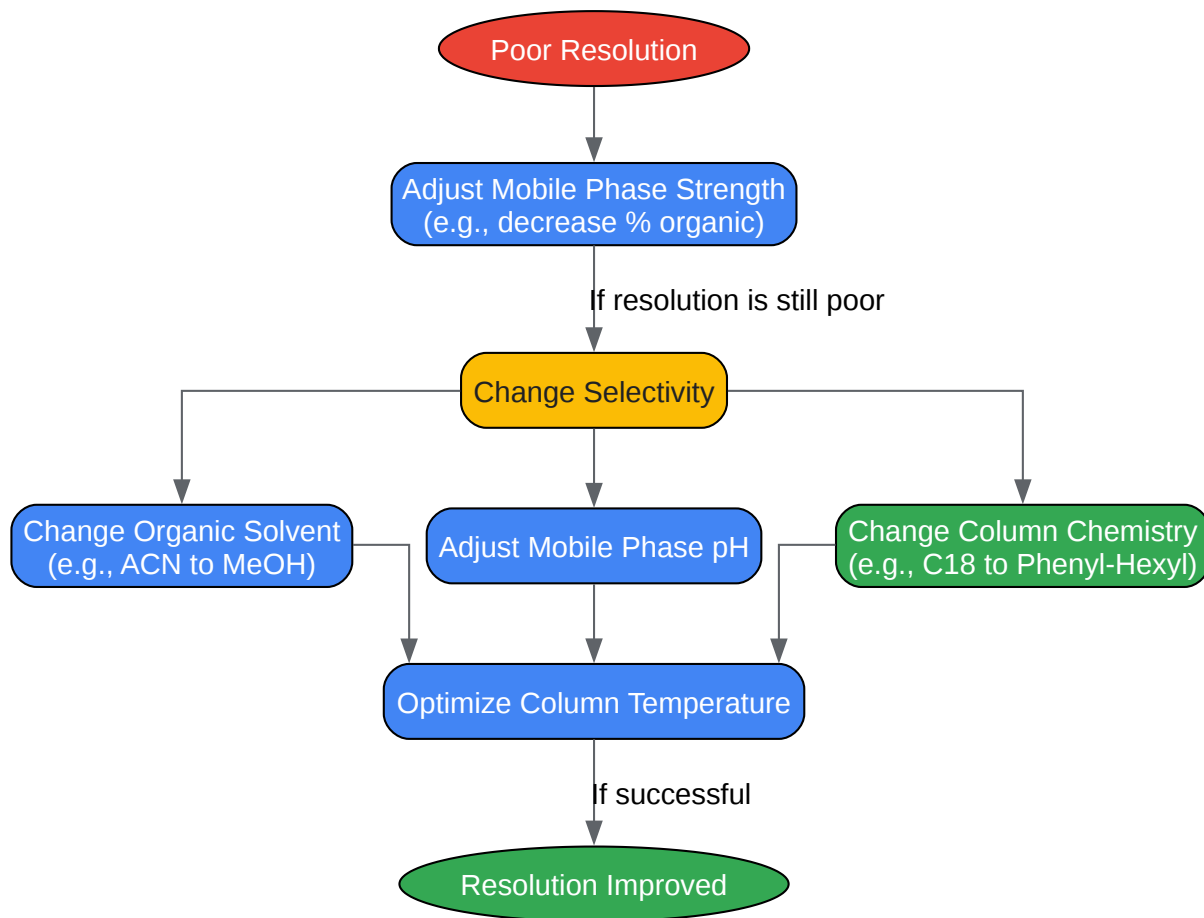 Poor Resolution
Adjust Mobile Phase Strength
(e.g., decrease % organic)
If resolution is still poor
Change Selectivity
Change Organic Solvent
(e.g., ACN to MeOH)
Adjust Mobile Phase pH
Change Column Chemistry
(e.g., C18 to Phenyl-Hexyl)
Optimize Column Temperature
If successful
Resolution Improved